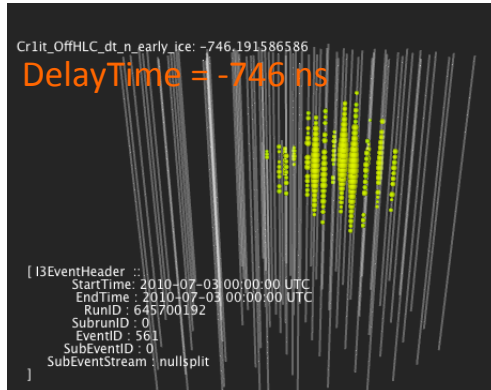 Cr1it_OffHLC_dt_n_early_ice: -746.191586586
DelayTime = -746 ns
[ I3EventHeader ::
StartTime: 2010-07-03 00:00:00 UTC
EndTime : 2010-07-03 00:00:00 UTC
RunID : 645700192
SubrunID : 0
EventID : 561
SubEventID : 0
SubEventStream : nullsplit
]